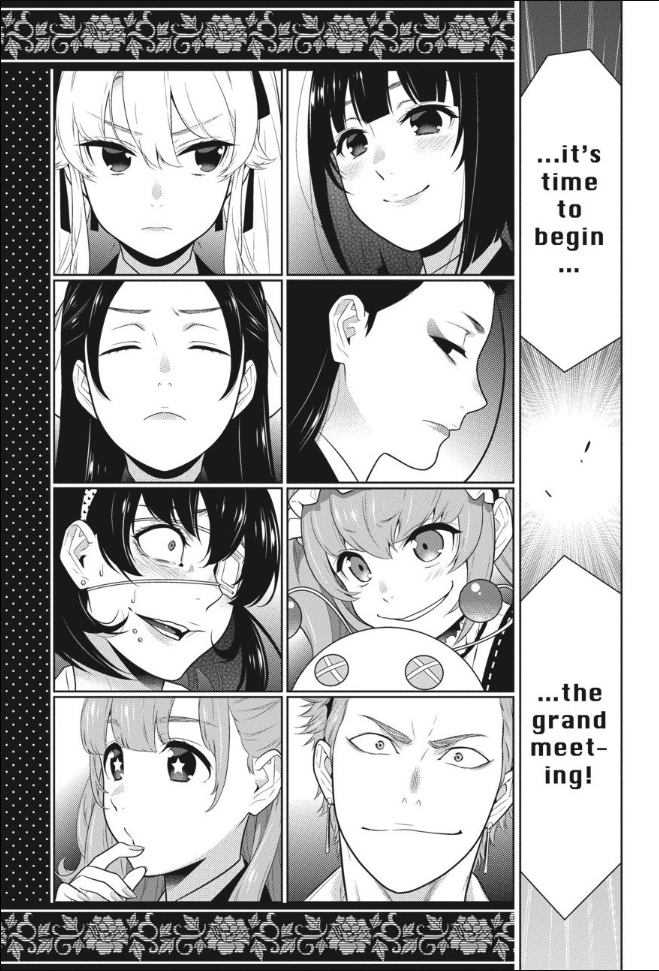 ...it's
time
to
begin
...
...the
grand
meet-
ing!